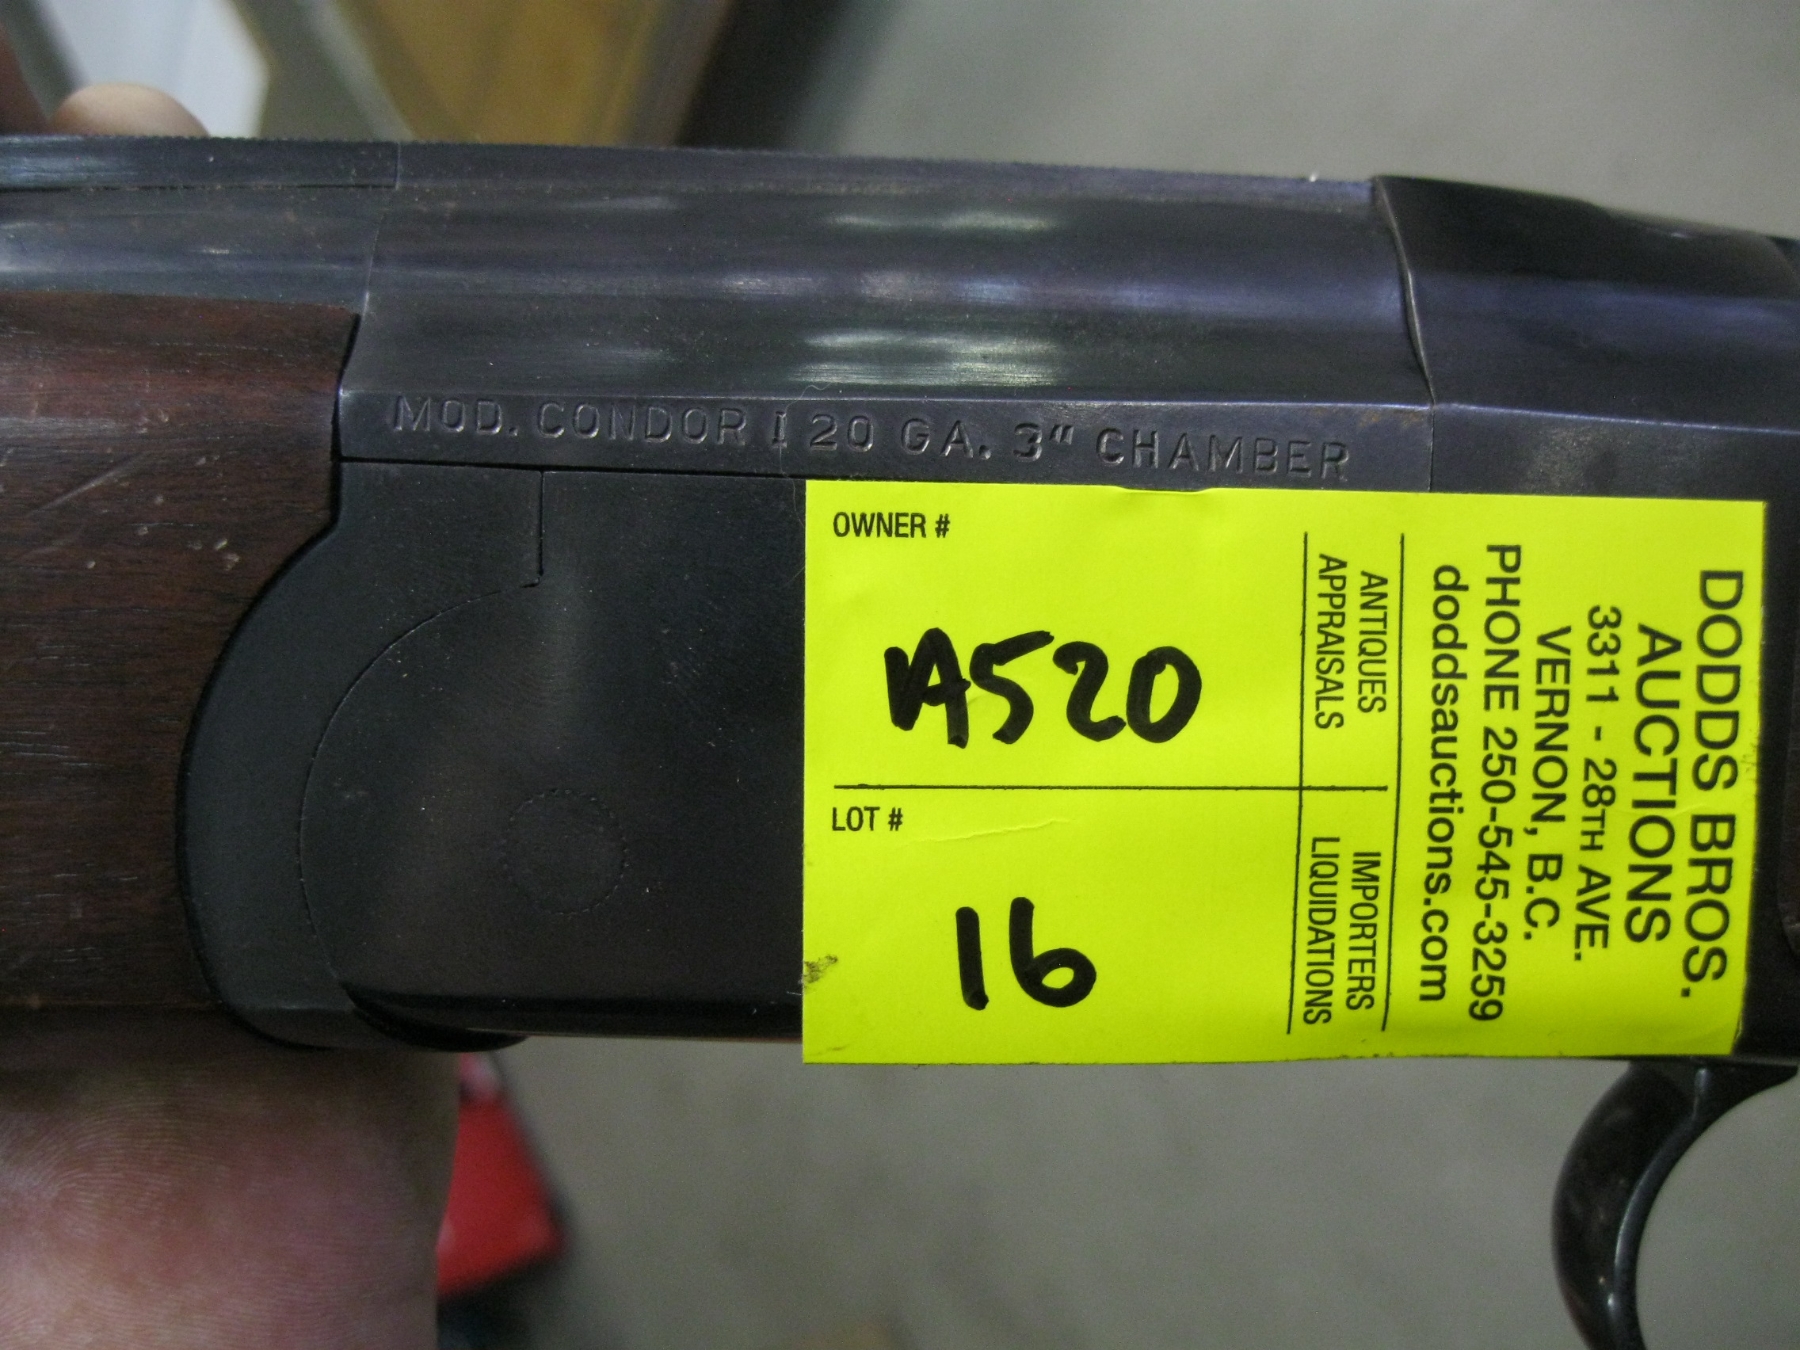 MOD. CONDOR I 20 GA. 3" CHAMBER
OWNER #
A520
LOT #
16
ANTIQUES
APPRAISALS
IMPORTERS
LIQUIDATIONS
DODDS BROS.
AUCTIONS
3311 - 28TH AVE.
VERNON, B.C.
PHONE 250-545-3259
doddsauctions.com